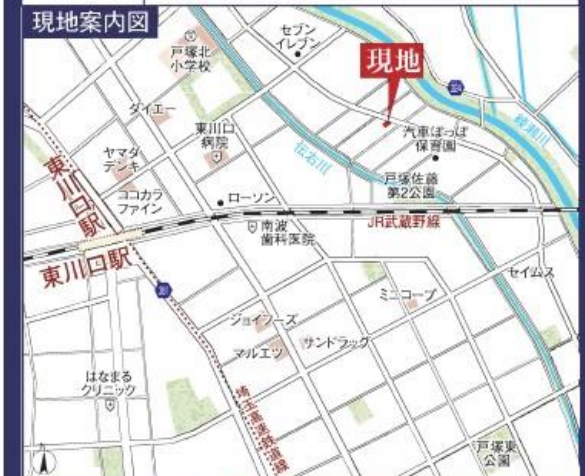 現地案内図
戸塚北
小学校
セブン
イレブン
現地
324
綾瀬川
ダイエー
東川口
病院
伝右川
汽車ぽっぽ
保育園
ヤマダ
デンキ
戸塚佐藤
第2公園
ココカラ
ファイン
ローソン
東川口駅
南波
歯科医院
JR武蔵野線
東川口駅
セイムス
ミニコープ
ジョイフーズ
マルエツ
サンドラッグ
はなまる
クリニック
埼玉高速鉄道線
戸塚東
公園